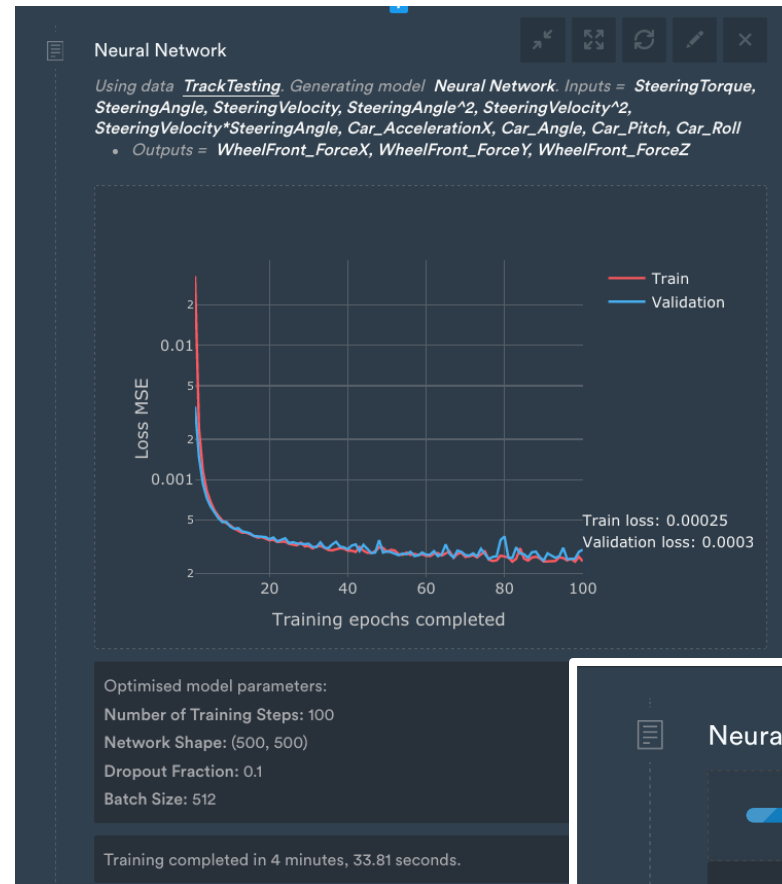 Neural Network
Using data TrackTesting. Generating model Neural Network. Inputs = SteeringTorque,
SteeringAngle, SteeringVelocity, SteeringAngle^2, SteeringVelocity^2,
SteeringVelocity*SteeringAngle, Car_AccelerationX, Car_Angle, Car_Pitch, Car_Roll
• Outputs = WheelFront_ForceX, WheelFront_ForceY, WheelFront_ForceZ
Train
Validation
2
0.01
5
2
0.001
5
2
Loss MSE
Train loss: 0.00025
Validation loss: 0.0003
20 40 60 80 100
Training epochs completed
Optimised model parameters:
Number of Training Steps: 100
Network Shape: (500, 500)
Dropout Fraction: 0.1
Batch Size: 512
Training completed in 4 minutes, 33.81 seconds.
Neura